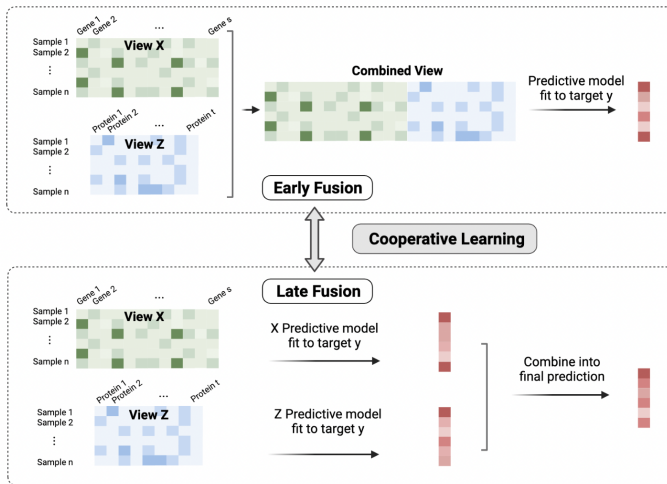 Gene 1
Gene 2
...
Gene s
Sample 1
Sample 2
⋮
Sample n
View X
Protein 1
Protein 2
...
Protein t
Sample 1
Sample 2
⋮
Sample n
View Z
Combined View
Predictive model
fit to target y
Early Fusion
Cooperative Learning
Late Fusion
Gene 1
Gene 2
...
Gene s
Sample 1
Sample 2
⋮
Sample n
View X
X Predictive model
fit to target y
Protein 1
Protein 2
...
Protein t
Sample 1
Sample 2
⋮
Sample n
View Z
Z Predictive model
fit to target y
Combine into
final prediction